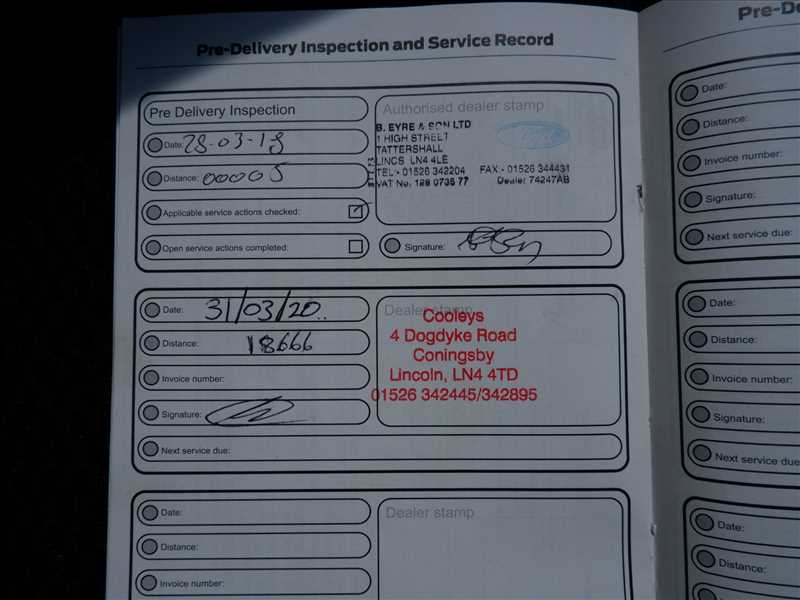 Pre-Delivery Inspection and Service Record
Pre Delivery Inspection
Date: 28-03-18
Distance: 00005
Applicable service actions checked:
Open service actions completed:
Authorised dealer stamp
B. EYRE & SON LTD
1 HIGH STREET
TATTERSHALL
LINCS LN4 4LE
TEL:- 01526 342204 FAX:- 01526 344431
VAT No: 128 0735 77 Dealer 74247AB
Signature:
Date: 31/03/20..
Distance: 18666
Invoice number:
Signature:
Next service due:
Dealer stamp
Cooleys
4 Dogdyke Road
Coningsby
Lincoln, LN4 4TD
01526 342445/342895
Date:
Distance:
Invoice number:
Dealer stamp
Pre-De
Date:
Distance:
Invoice number:
Signature:
Next service due:
Date:
Distance:
Invoice number:
Signature:
Next service due
Date:
Distance: